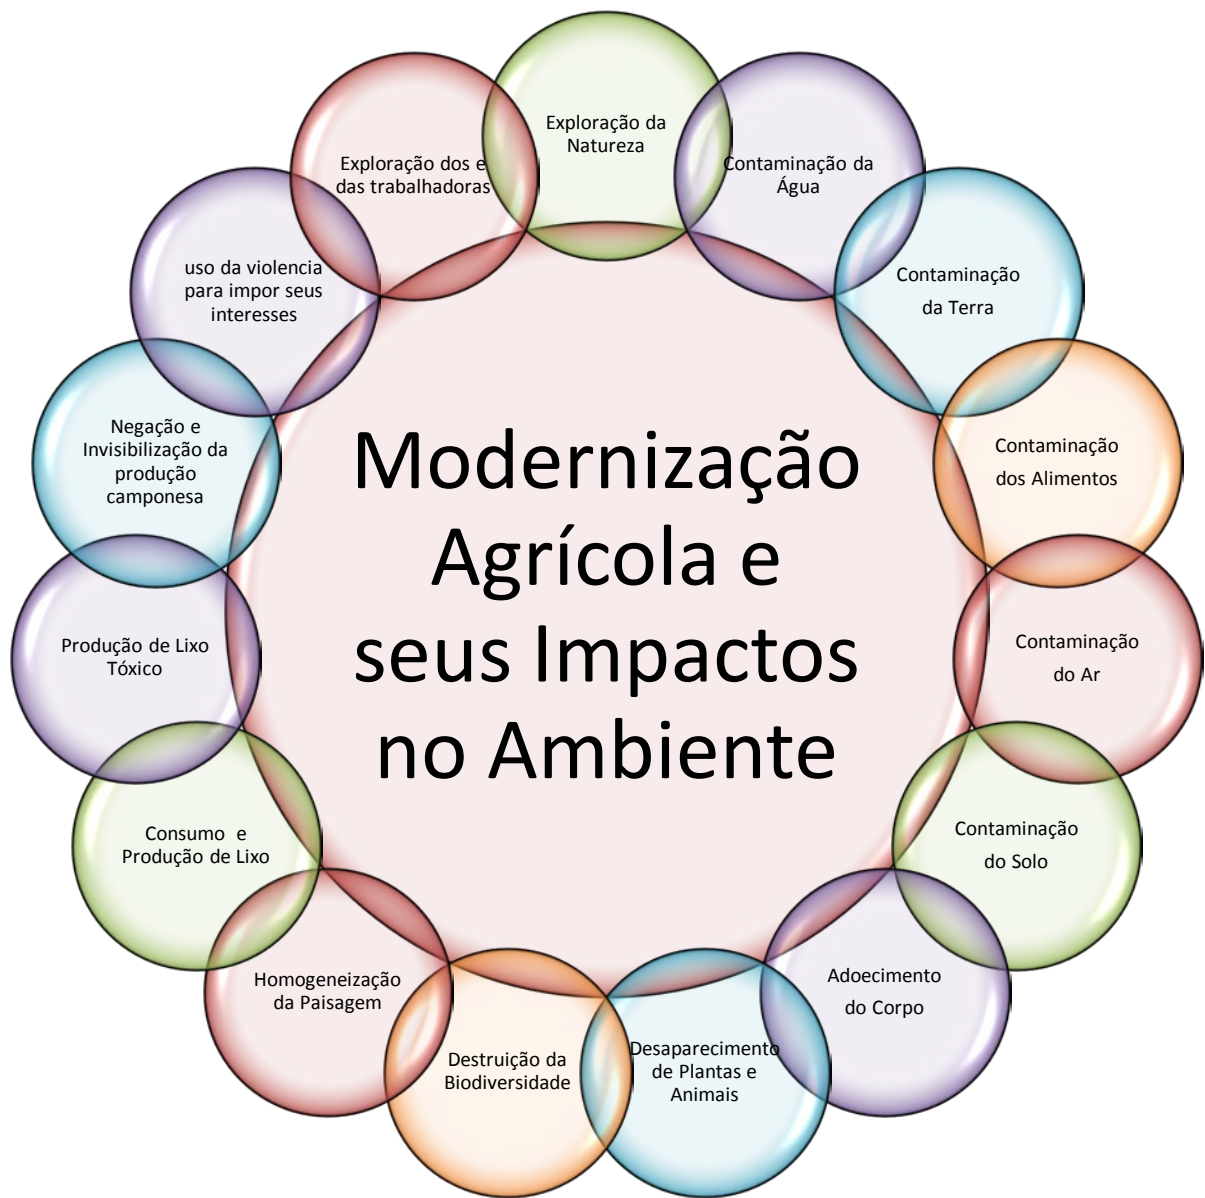 Modernização
Agrícola e
seus Impactos
no Ambiente
Exploração da
Natureza
Contaminação da
Água
Contaminação
da Terra
Contaminação
dos Alimentos
Contaminação
do Ar
Contaminação
do Solo
Adoecimento
do Corpo
Desaparecimento
de Plantas e
Animais
Destruição da
Biodiversidade
Homogeneização
da Paisagem
Consumo e
Produção de Lixo
Produção de Lixo
Tóxico
Negação e
Invisibilização da
produção
camponesa
uso da violencia
para impor seus
interesses
Exploração dos e
das trabalhadoras